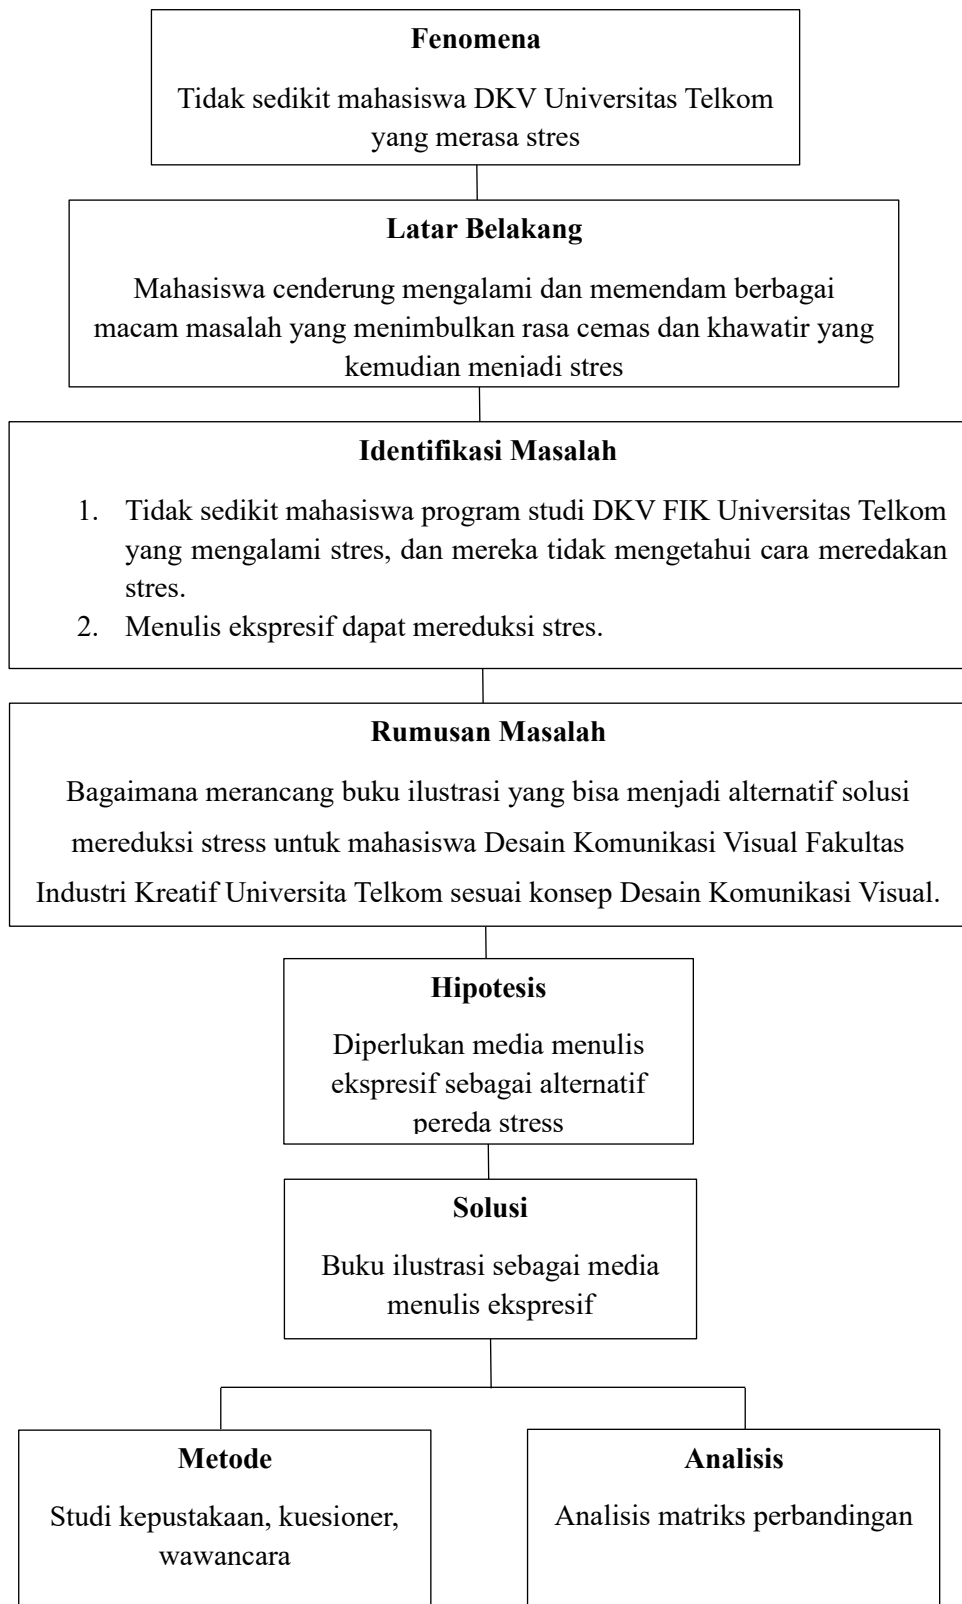 Fenomena
Tidak sedikit mahasiswa DKV Universitas Telkom
yang merasa stres
Latar Belakang
Mahasiswa cenderung mengalami dan memendam berbagai
macam masalah yang menimbulkan rasa cemas dan khawatir yang
kemudian menjadi stres
Identifikasi Masalah
1. Tidak sedikit mahasiswa program studi DKV FIK Universitas Telkom
yang mengalami stres, dan mereka tidak mengetahui cara meredakan
stres.
2. Menulis ekspresif dapat mereduksi stres.
Rumusan Masalah
Bagaimana merancang buku ilustrasi yang bisa menjadi alternatif solusi
mereduksi stress untuk mahasiswa Desain Komunikasi Visual Fakultas
Industri Kreatif Universita Telkom sesuai konsep Desain Komunikasi Visual.
Hipotesis
Diperlukan media menulis
ekspresif sebagai alternatif
pereda stress
Solusi
Buku ilustrasi sebagai media
menulis ekspresif
Metode
Studi kepustakaan, kuesioner,
wawancara
Analisis
Analisis matriks perbandingan